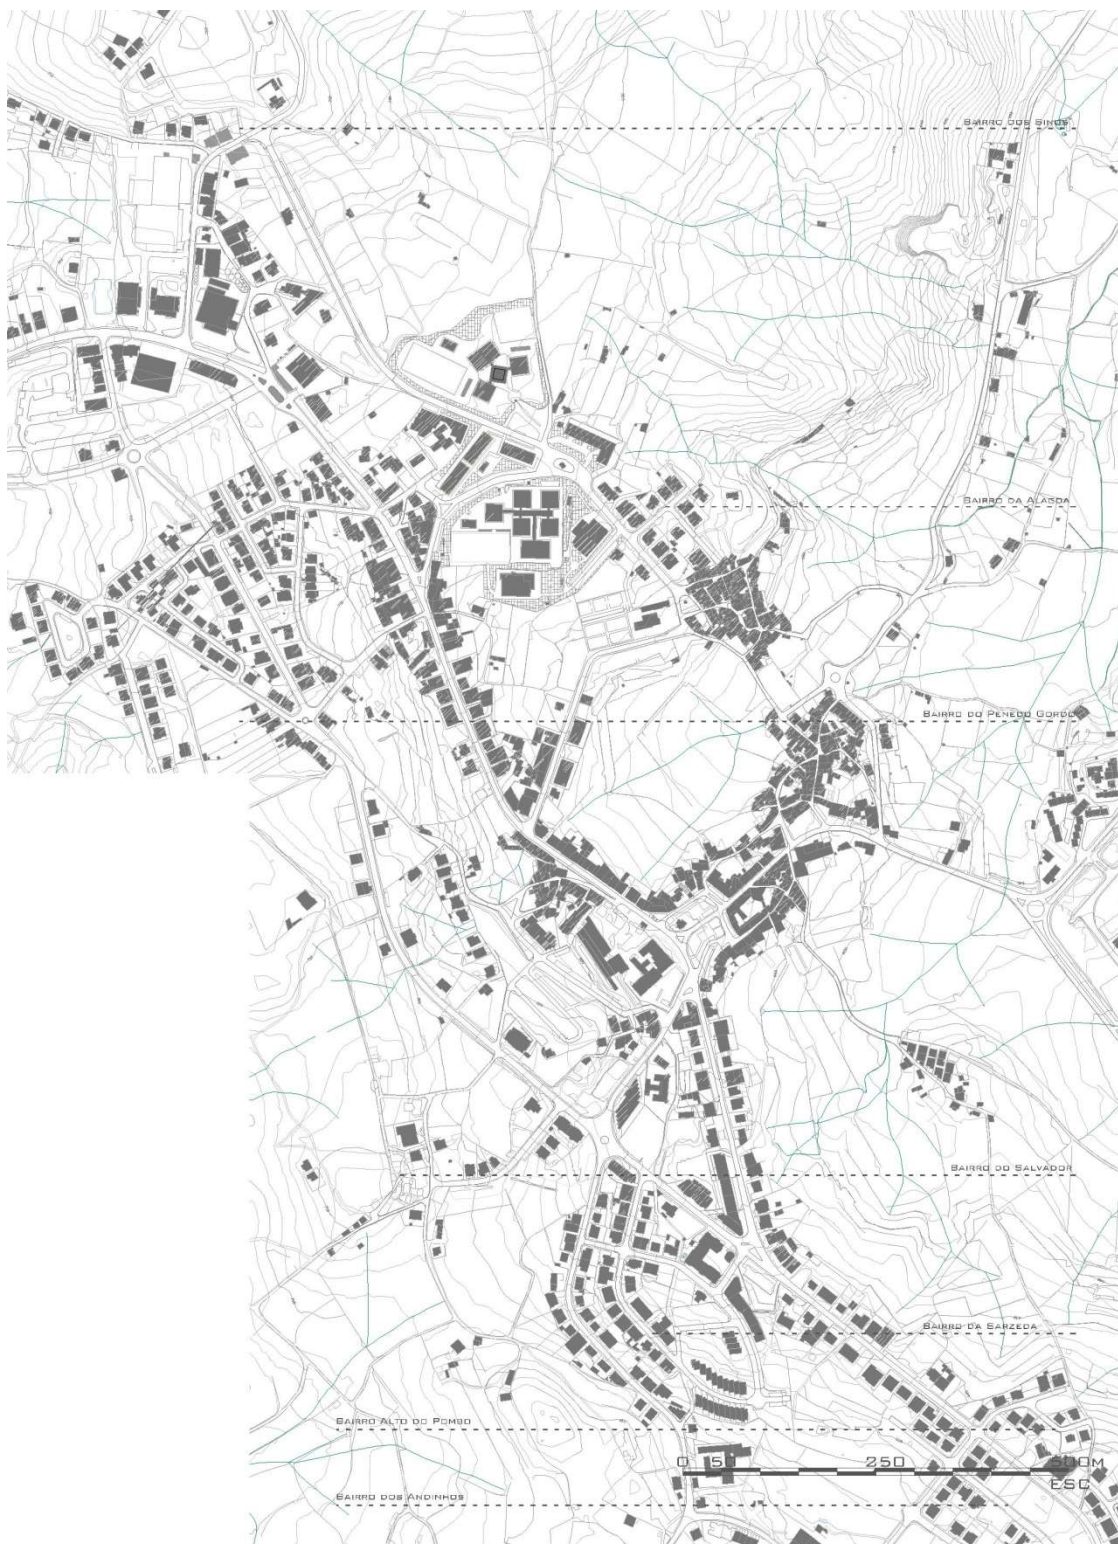 BAIRRO DOS SINOS
BAIRRO DA ALAGOA
BAIRRO DO PENEDO GORDO
BAIRRO DO SALVADOR
BAIRRO DA SARZEDA
BAIRRO ALTO DO POMBO
0 50 250 500M
ESC
BAIRRO DOS ANDINHOS